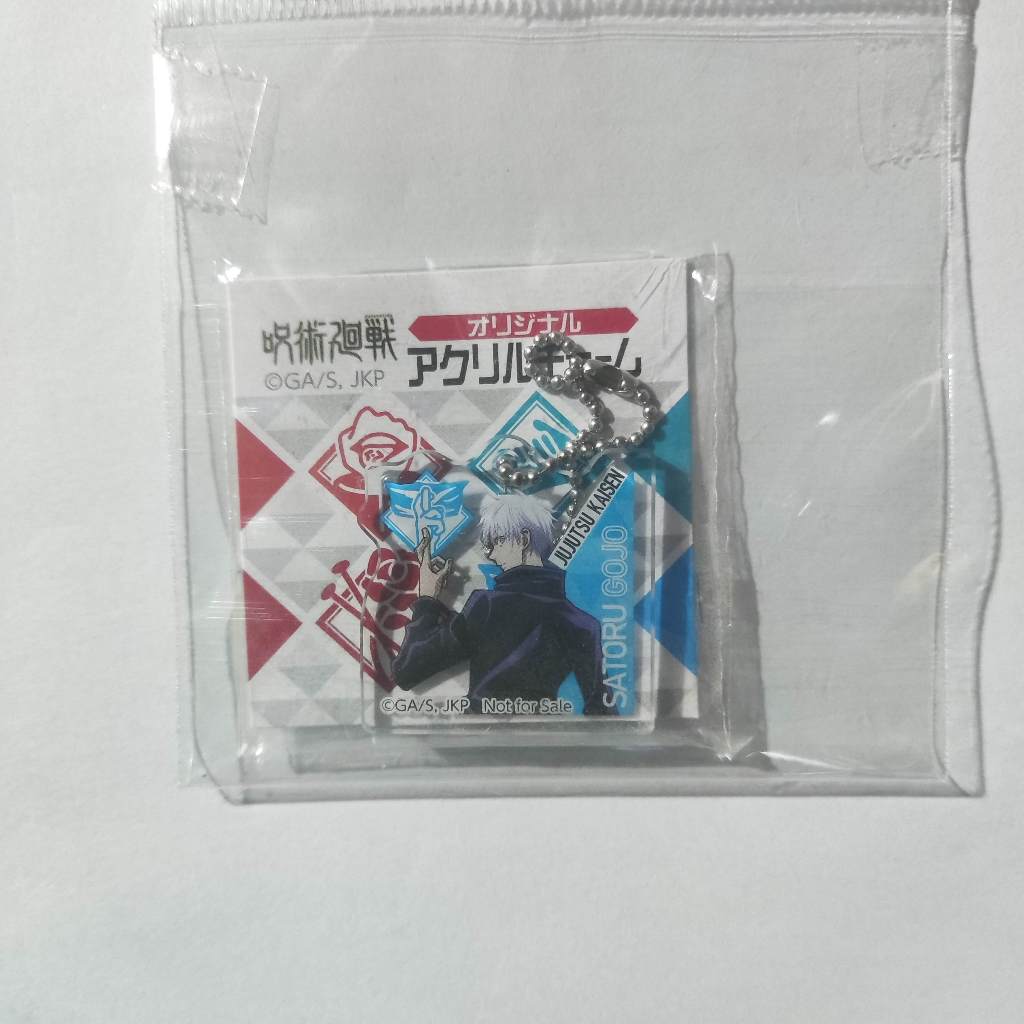 呪術廻戦
©GA/S, JKP
オリジナル
アクリルチャーム
JUJUTSU KAISEN
SATORU GOJO
©GA/S, JKP Not for Sale